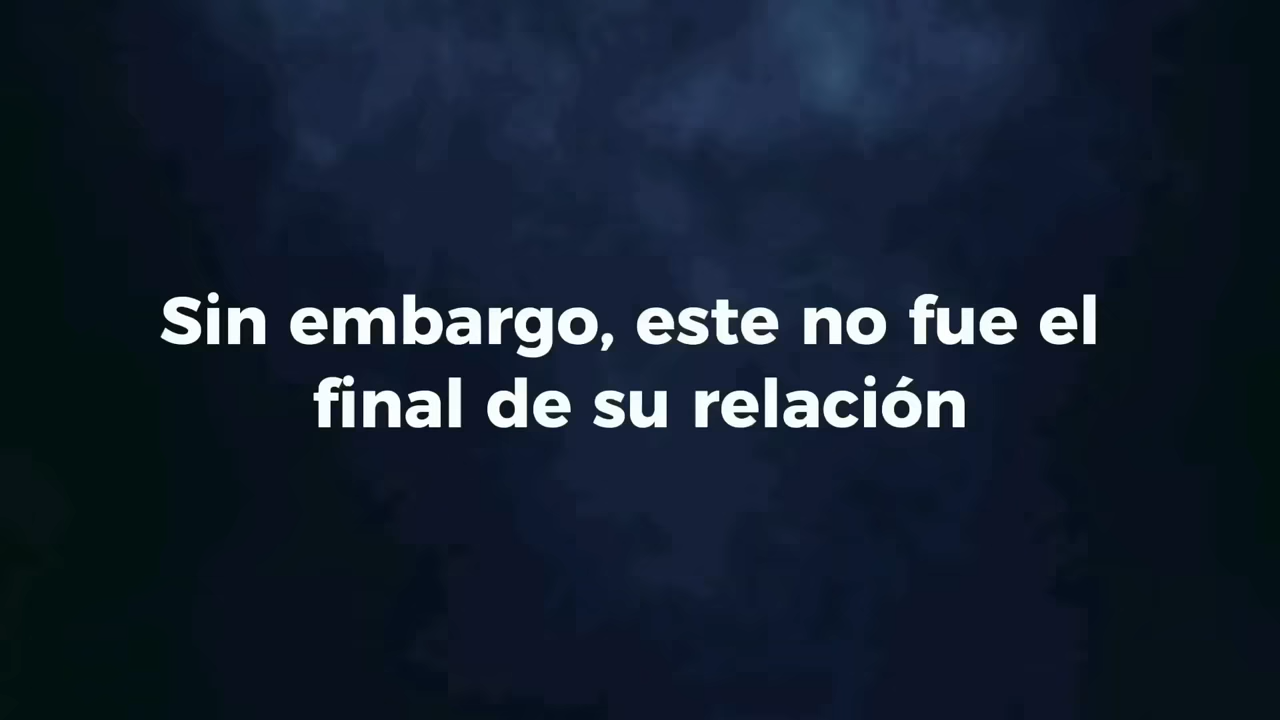 Sin embargo, este no fue el
final de su relación